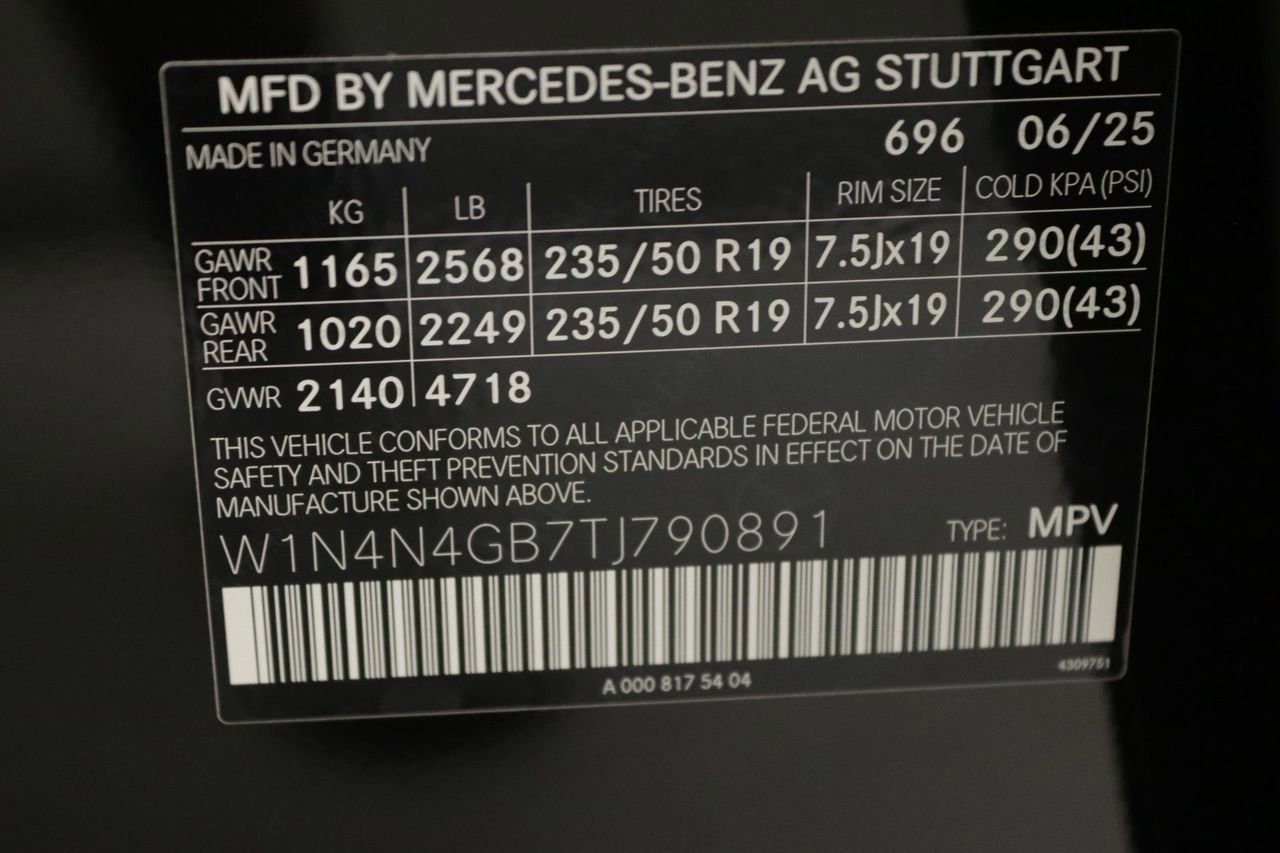 MFD BY MERCEDES-BENZ AG STUTTGART
MADE IN GERMANY 696 06/25
KG LB TIRES RIM SIZE COLD KPA (PSI)
GAWR FRONT 1165 2568 235/50 R19 7.5Jx19 290(43)
GAWR REAR 1020 2249 235/50 R19 7.5Jx19 290(43)
GVWR 2140 4718
THIS VEHICLE CONFORMS TO ALL APPLICABLE FEDERAL MOTOR VEHICLE
SAFETY AND THEFT PREVENTION STANDARDS IN EFFECT ON THE DATE OF
MANUFACTURE SHOWN ABOVE.
W1N4N4GB7TJ790891 TYPE: MPV
A 000 817 54 04 4309751